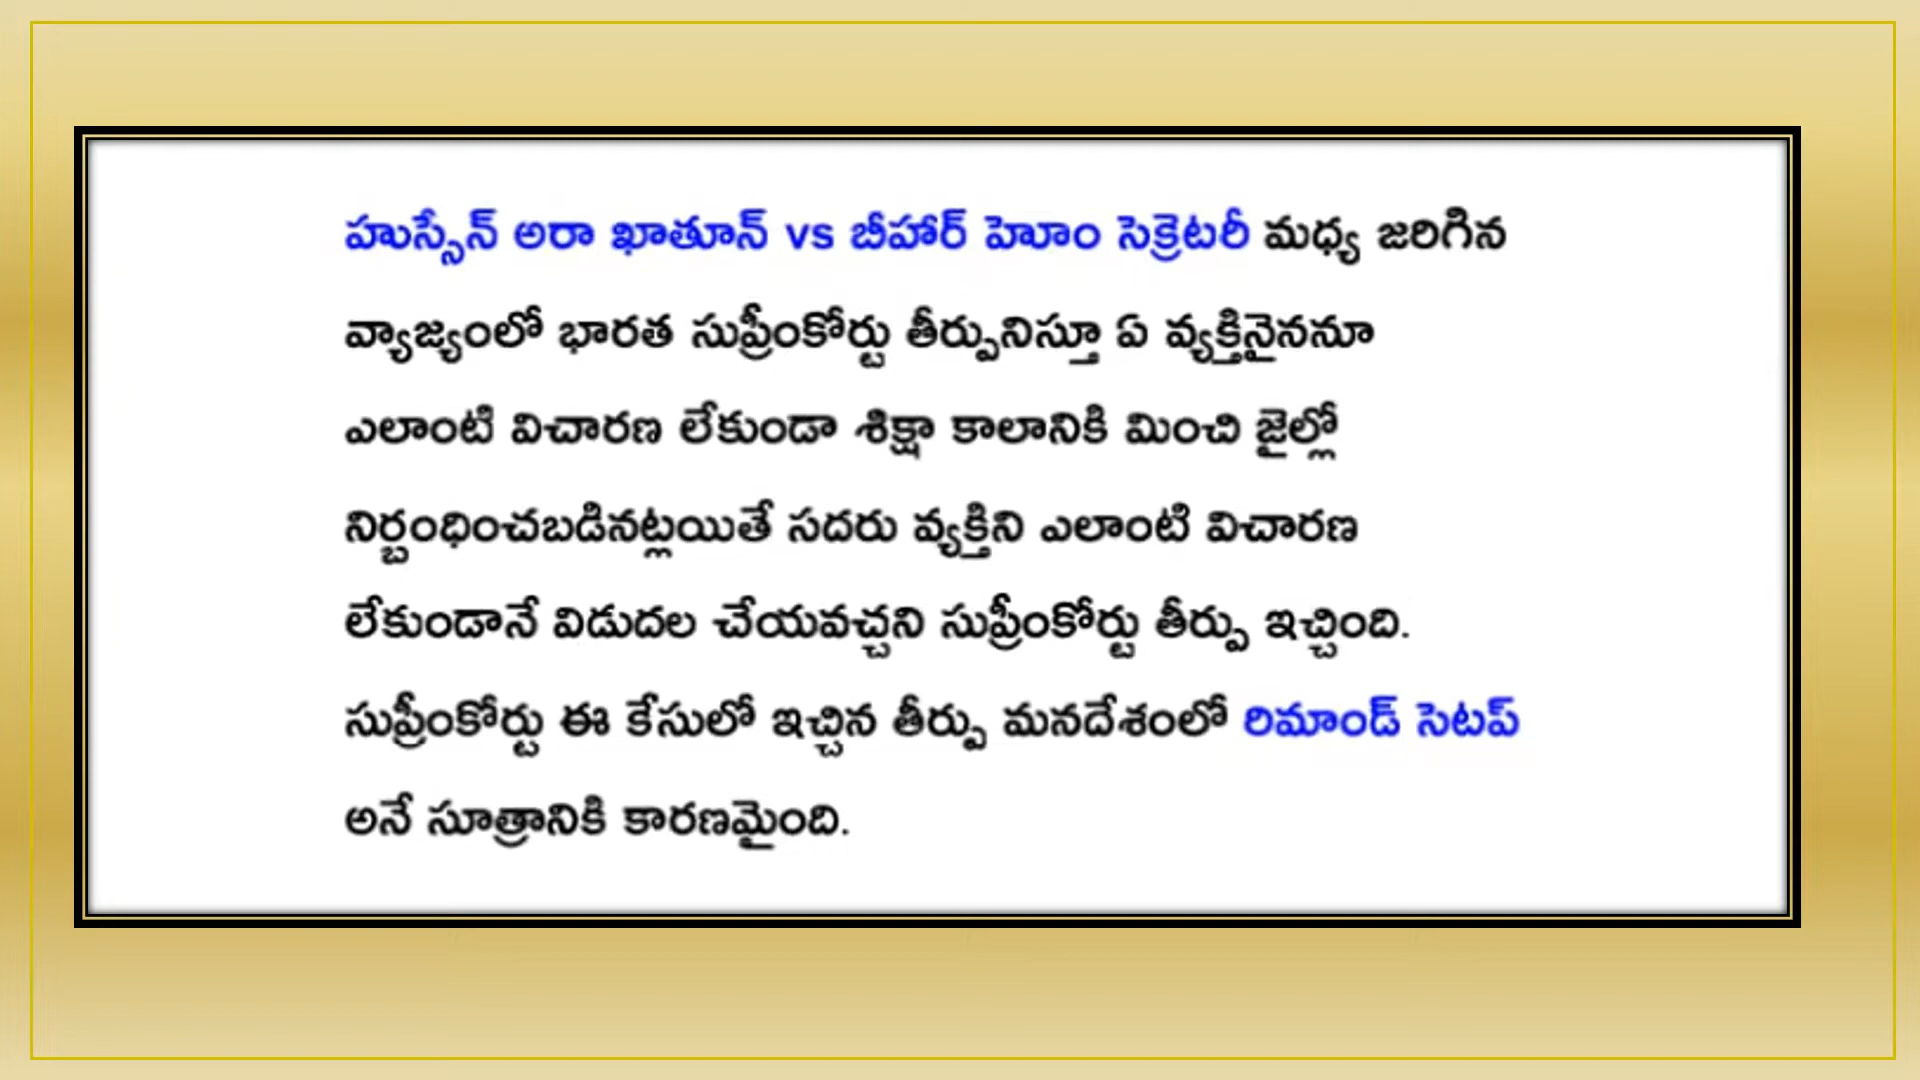 హుస్సేన్ అరా ఖాతూన్ vs బీహార్ హెూం సెక్రెటరీ మధ్య జరిగిన
వ్యాజ్యంలో భారత సుప్రీంకోర్టు తీర్పునిస్తూ ఏ వ్యక్తినైననూ
ఎలాంటి విచారణ లేకుండా శిక్షా కాలానికి మించి జైల్లో
నిర్బంధించబడినట్లయితే సదరు వ్యక్తిని ఎలాంటి విచారణ
లేకుండానే విడుదల చేయవచ్చని సుప్రీంకోర్టు తీర్పు ఇచ్చింది.
సుప్రీంకోర్టు ఈ కేసులో ఇచ్చిన తీర్పు మనదేశంలో రిమాండ్ సెటప్
అనే సూత్రానికి కారణమైంది.